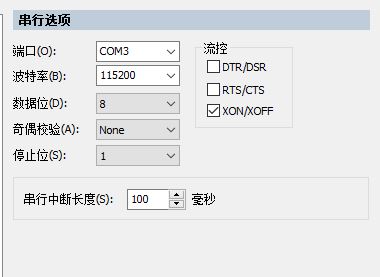 串行选项
端口(O): COM3
流控
DTR/DSR
波特率(B): 115200
RTS/CTS
数据位(D): 8
XON/XOFF
奇偶校验(A): None
停止位(S): 1
串行中断长度(S): 100 毫秒